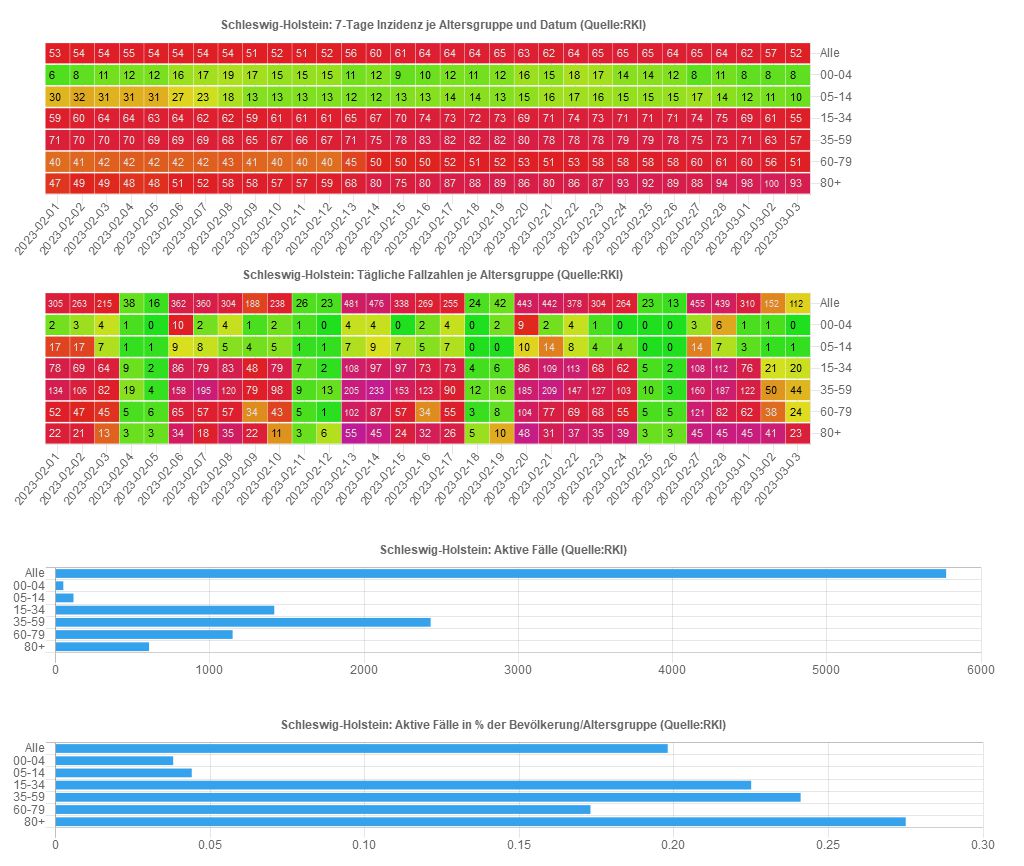 Schleswig-Holstein: 7-Tage Inzidenz je Altersgruppe und Datum (Quelle:RKI)
53 54 54 55 54 54 54 54 51 52 51 52 56 60 61 64 64 64 65 63 62 64 65 65 65 64 65 64 62 57 52 Alle
6 8 11 12 12 16 17 19 17 15 15 15 11 12 9 10 12 11 12 16 15 18 17 14 14 12 8 11 8 8 8 00-04
30 32 31 31 31 27 23 18 13 13 13 13 12 12 13 13 14 14 13 15 16 17 16 15 15 15 17 14 12 11 10 05-14
59 60 64 64 63 64 62 62 59 61 61 61 65 67 70 74 73 72 73 69 71 74 73 71 71 71 74 75 69 61 55 15-34
71 70 70 70 69 69 69 68 65 67 66 67 71 75 78 83 82 82 82 80 78 78 78 79 79 78 75 73 71 63 57 35-59
40 41 42 42 42 42 42 43 41 40 40 40 45 50 50 50 52 51 52 53 51 53 58 58 58 58 60 61 60 56 51 60-79
47 49 49 48 48 51 52 58 58 57 57 59 68 80 75 80 87 88 89 86 80 86 87 93 92 89 88 94 98 100 93 80+
2023-02-01 2023-02-02 2023-02-03 2023-02-04 2023-02-05 2023-02-06 2023-02-07 2023-02-08 2023-02-09 2023-02-10 2023-02-11 2023-02-12 2023-02-13 2023-02-14 2023-02-15 2023-02-16 2023-02-17 2023-02-18 2023-02-19 2023-02-20 2023-02-21 2023-02-22 2023-02-23 2023-02-24 2023-02-25 2023-02-26 2023-02-27 2023-02-28 2023-03-01 2023-03-02 2023-03-03
Schleswig-Holstein: Tägliche Fallzahlen je Altersgruppe (Quelle:RKI)
305 263 215 38 16 362 360 304 188 238 26 23 481 476 338 269 255 24 42 443 442 378 304 264 23 13 455 439 310 152 112 Alle
2 3 4 1 0 10 2 4 1 2 1 0 4 4 0 2 4 0 2 9 2 4 1 0 0 0 3 6 1 1 0 00-04
17 17 7 1 1 9 8 5 4 5 1 1 7 9 7 5 7 0 0 10 14 8 4 4 0 0 14 7 3 1 1 05-14
78 69 64 9 2 86 79 83 48 79 7 2 108 97 97 73 73 4 6 86 109 113 68 62 5 2 108 112 76 21 20 15-34
134 106 82 19 4 158 195 120 79 98 9 13 205 233 153 123 90 12 16 185 209 147 127 103 10 3 160 187 122 50 44 35-59
52 47 45 5 6 65 57 57 34 43 5 1 102 87 57 34 55 3 8 104 77 69 68 55 5 5 121 82 62 38 24 60-79
22 21 13 3 3 34 18 35 22 11 3 6 55 45 24 32 26 5 10 48 31 37 35 39 3 3 45 45 45 41 23 80+
2023-02-01 2023-02-02 2023-02-03 2023-02-04 2023-02-05 2023-02-06 2023-02-07 2023-02-08 2023-02-09 2023-02-10 2023-02-11 2023-02-12 2023-02-13 2023-02-14 2023-02-15 2023-02-16 2023-02-17 2023-02-18 2023-02-19 2023-02-20 2023-02-21 2023-02-22 2023-02-23 2023-02-24 2023-02-25 2023-02-26 2023-02-27 2023-02-28 2023-03-01 2023-03-02 2023-03-03
Schleswig-Holstein: Aktive Fälle (Quelle:RKI)
Alle
00-04
05-14
15-34
35-59
60-79
80+
0 1000 2000 3000 4000 5000 6000
Schleswig-Holstein: Aktive Fälle in % der Bevölkerung/Altersgruppe (Quelle:RKI)
Alle
00-04
05-14
15-34
35-59
60-79
80+
0 0.05 0.10 0.15 0.20 0.25 0.30